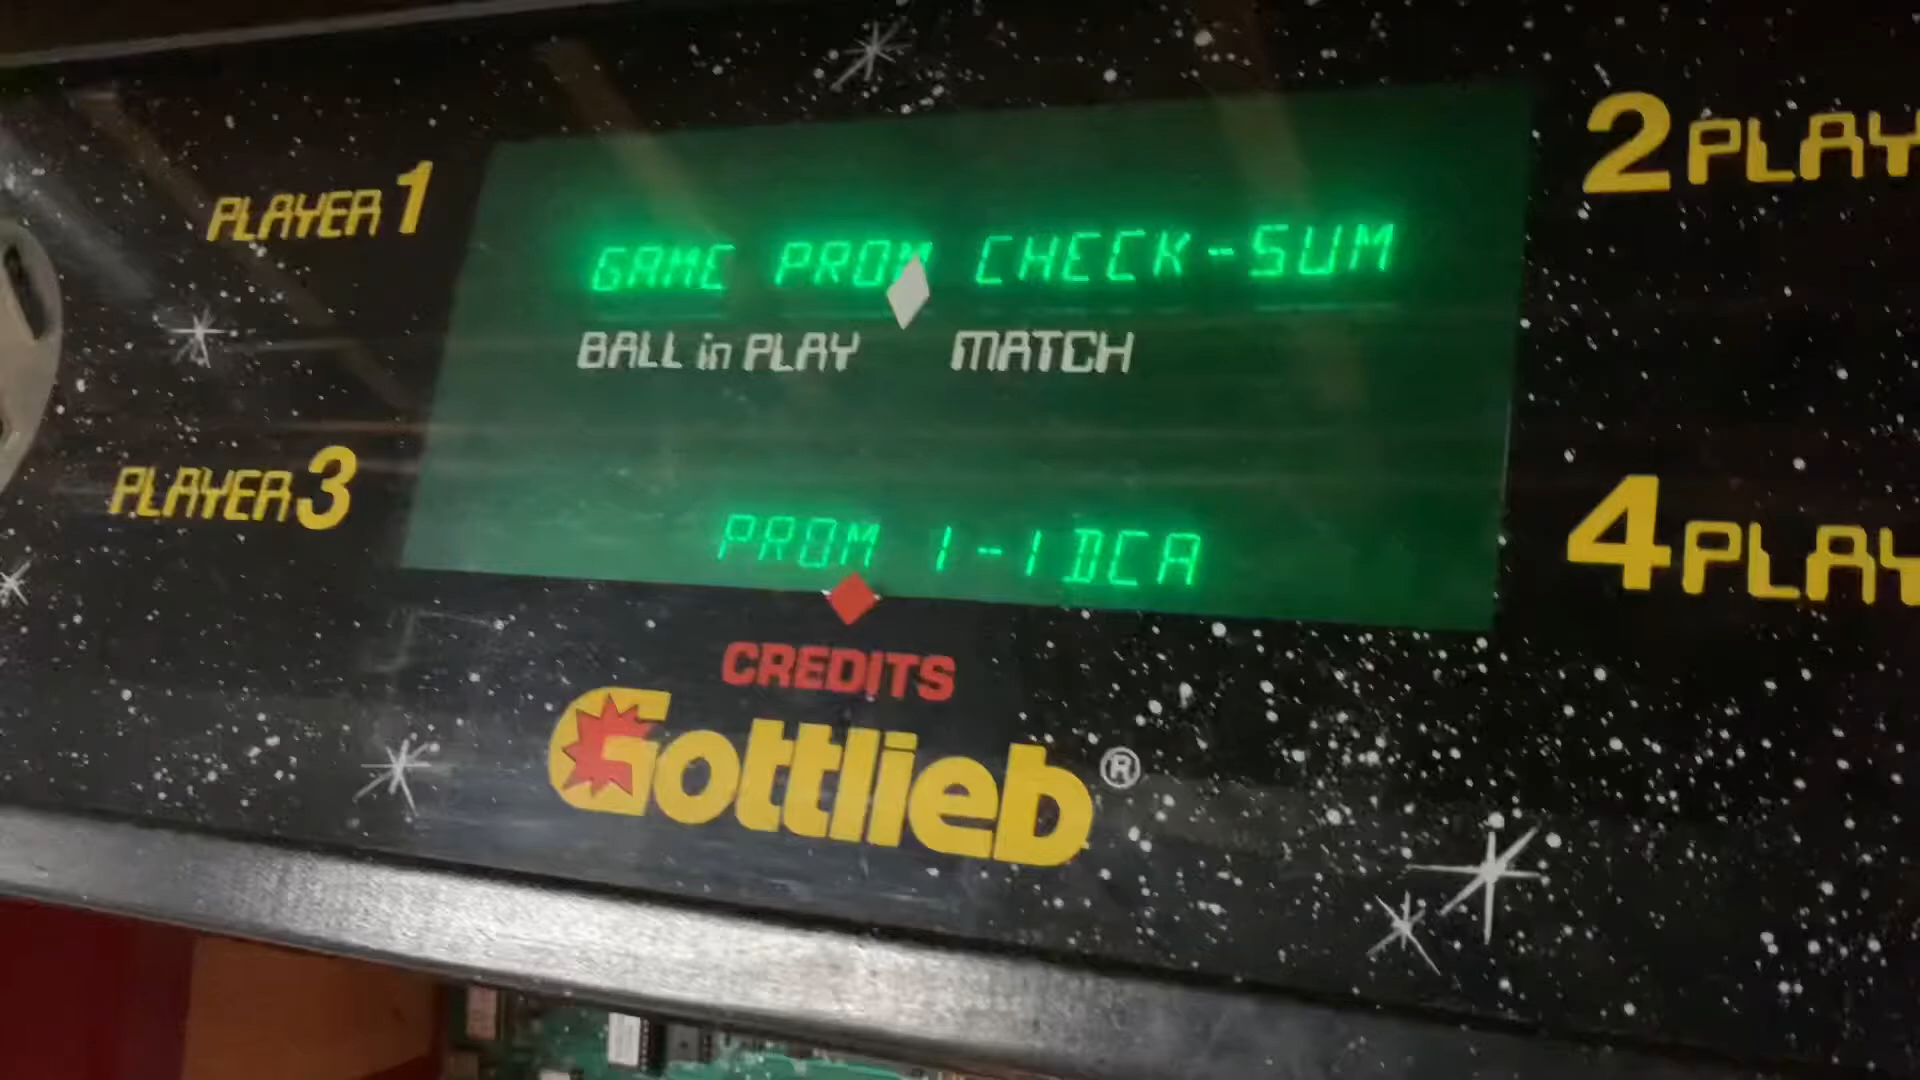 PLAYER 1
2 PLAY
GAME PROM CHECK-SUM
BALL in PLAY MATCH
PLAYER 3
4 PLAY
PROM 1-1DCA
CREDITS
Gottlieb®